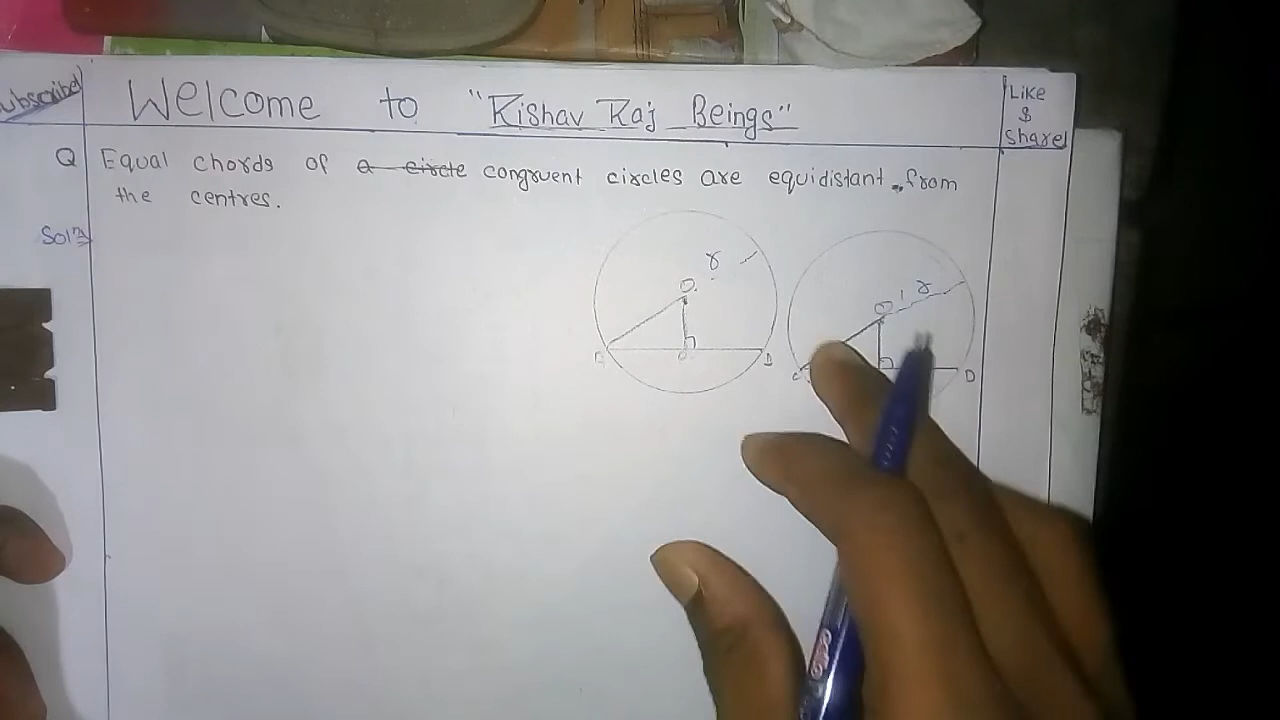 Subscribe
Welcome to "Rishav Raj Beings"
Like
&
Share!
Q Equal chords of a circle congruent circles are equidistant from
the centres.
Solⁿ
r
O
O' r
C
D